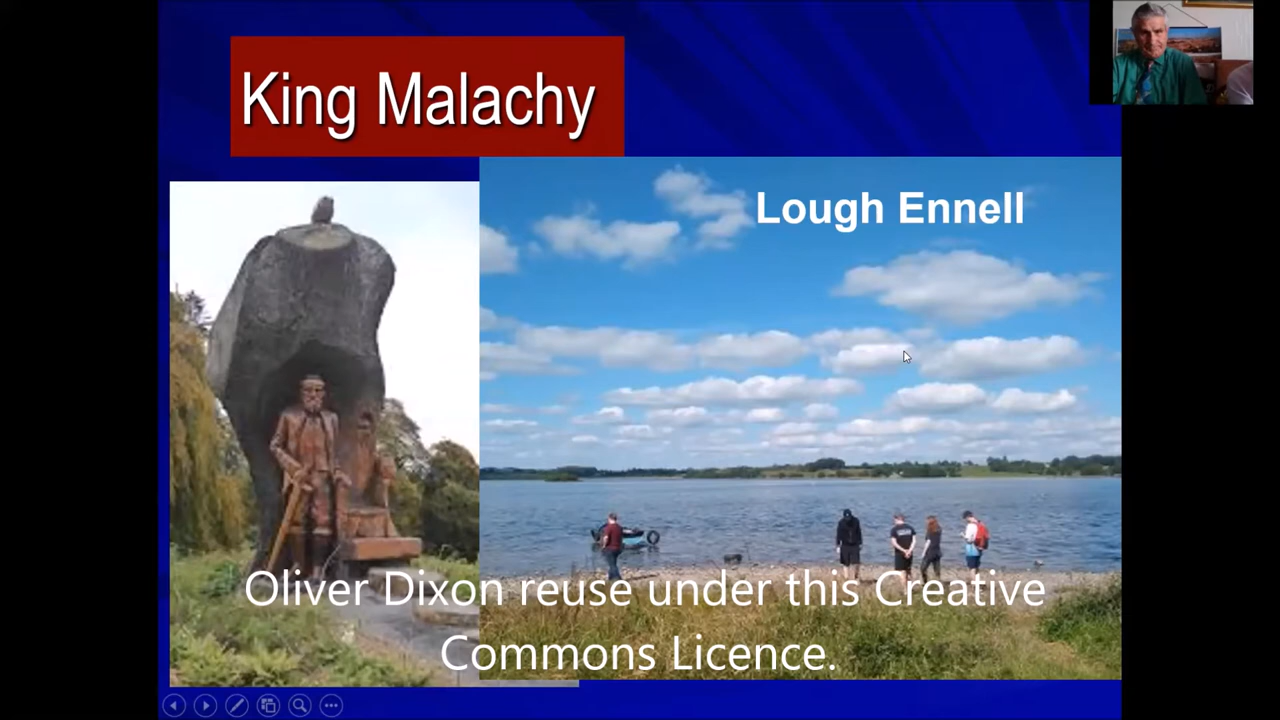 King Malachy
Lough Ennell
Oliver Dixon reuse under this Creative
Commons Licence.